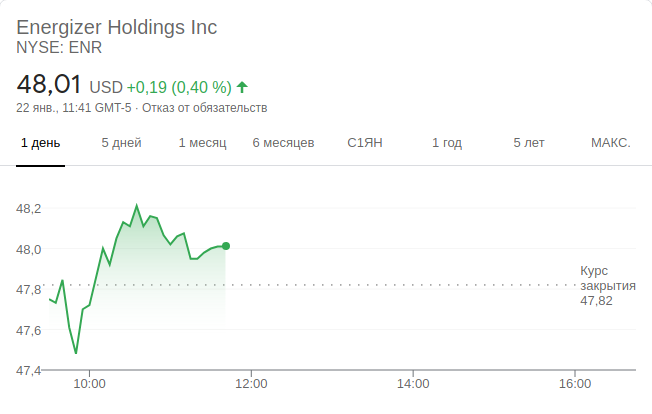 Energizer Holdings Inc
NYSE: ENR
48,01 USD +0,19 (0,40 %)
22 янв., 11:41 GMT-5 · Отказ от обязательств
1 день 5 дней 1 месяц 6 месяцев С1ЯН 1 год 5 лет МАКС.
48,2
48,0
Курс
закрытия
47,82
47,8
47,6
47,4
10:00 12:00 14:00 16:00